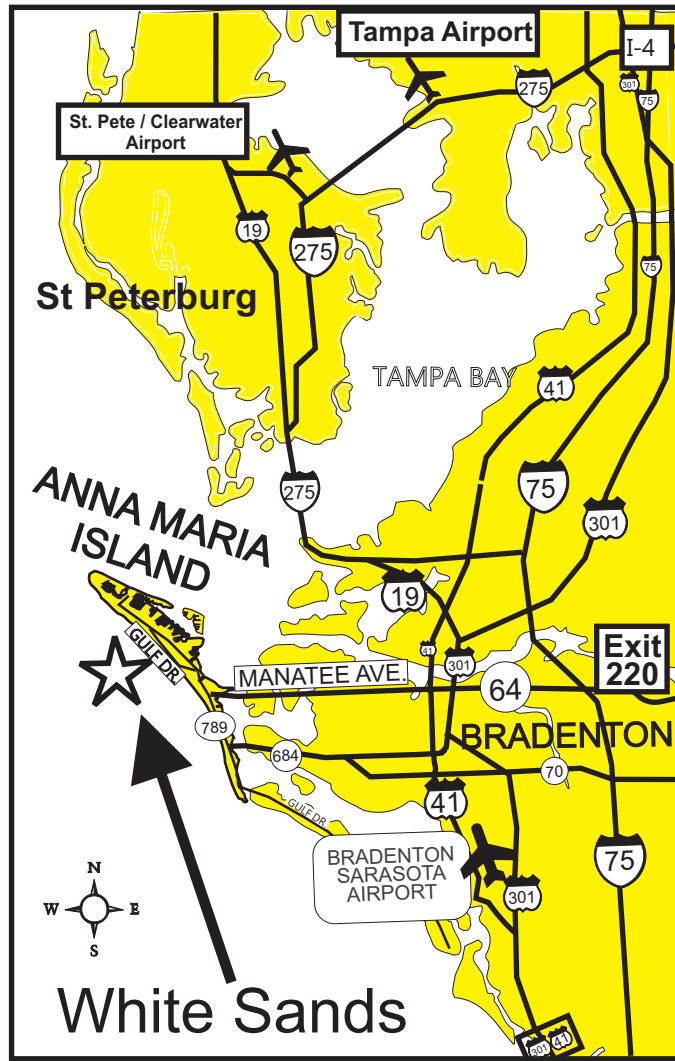 Tampa Airport
I-4
301
75
275
St. Pete / Clearwater
Airport
19
275
75
St Peterburg
TAMPA BAY
41
275
75
301
ANNA MARIA
ISLAND
19
41
301
Exit
220
GULF DR.
MANATEE AVE.
64
789
684
BRADENTON
70
41
GULF DR.
BRADENTON
SARASOTA
AIRPORT
75
301
N
W E
S
White Sands
301
41